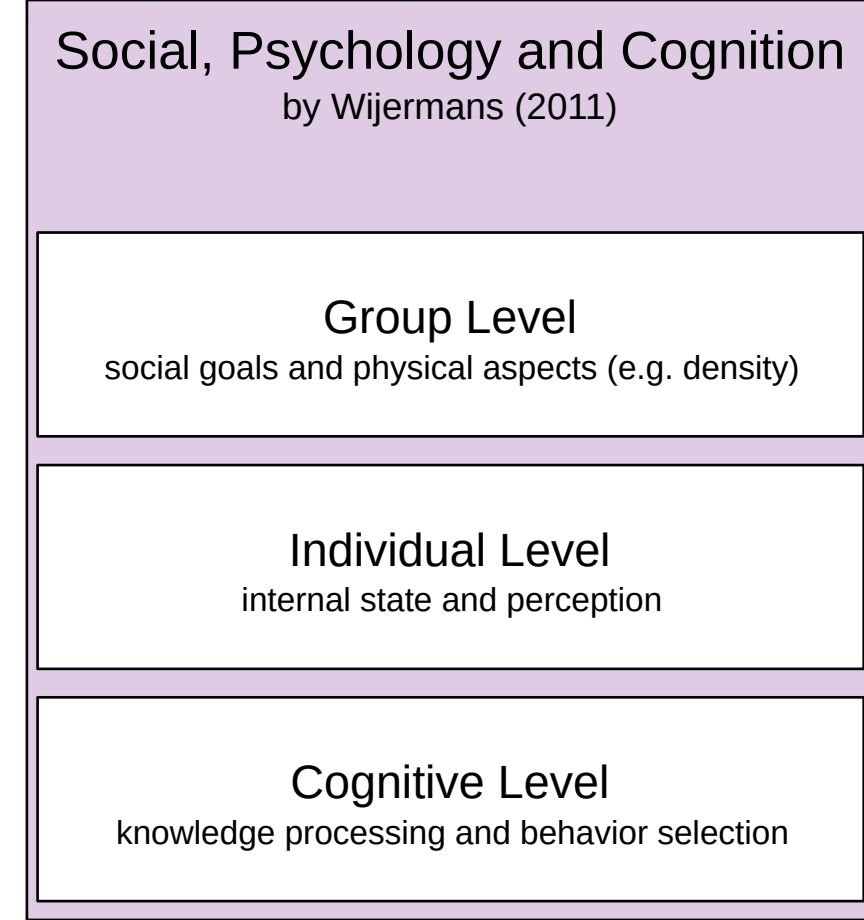 Social, Psychology and Cognition
by Wijermans (2011)
Group Level
social goals and physical aspects (e.g. density)
Individual Level
internal state and perception
Cognitive Level
knowledge processing and behavior selection